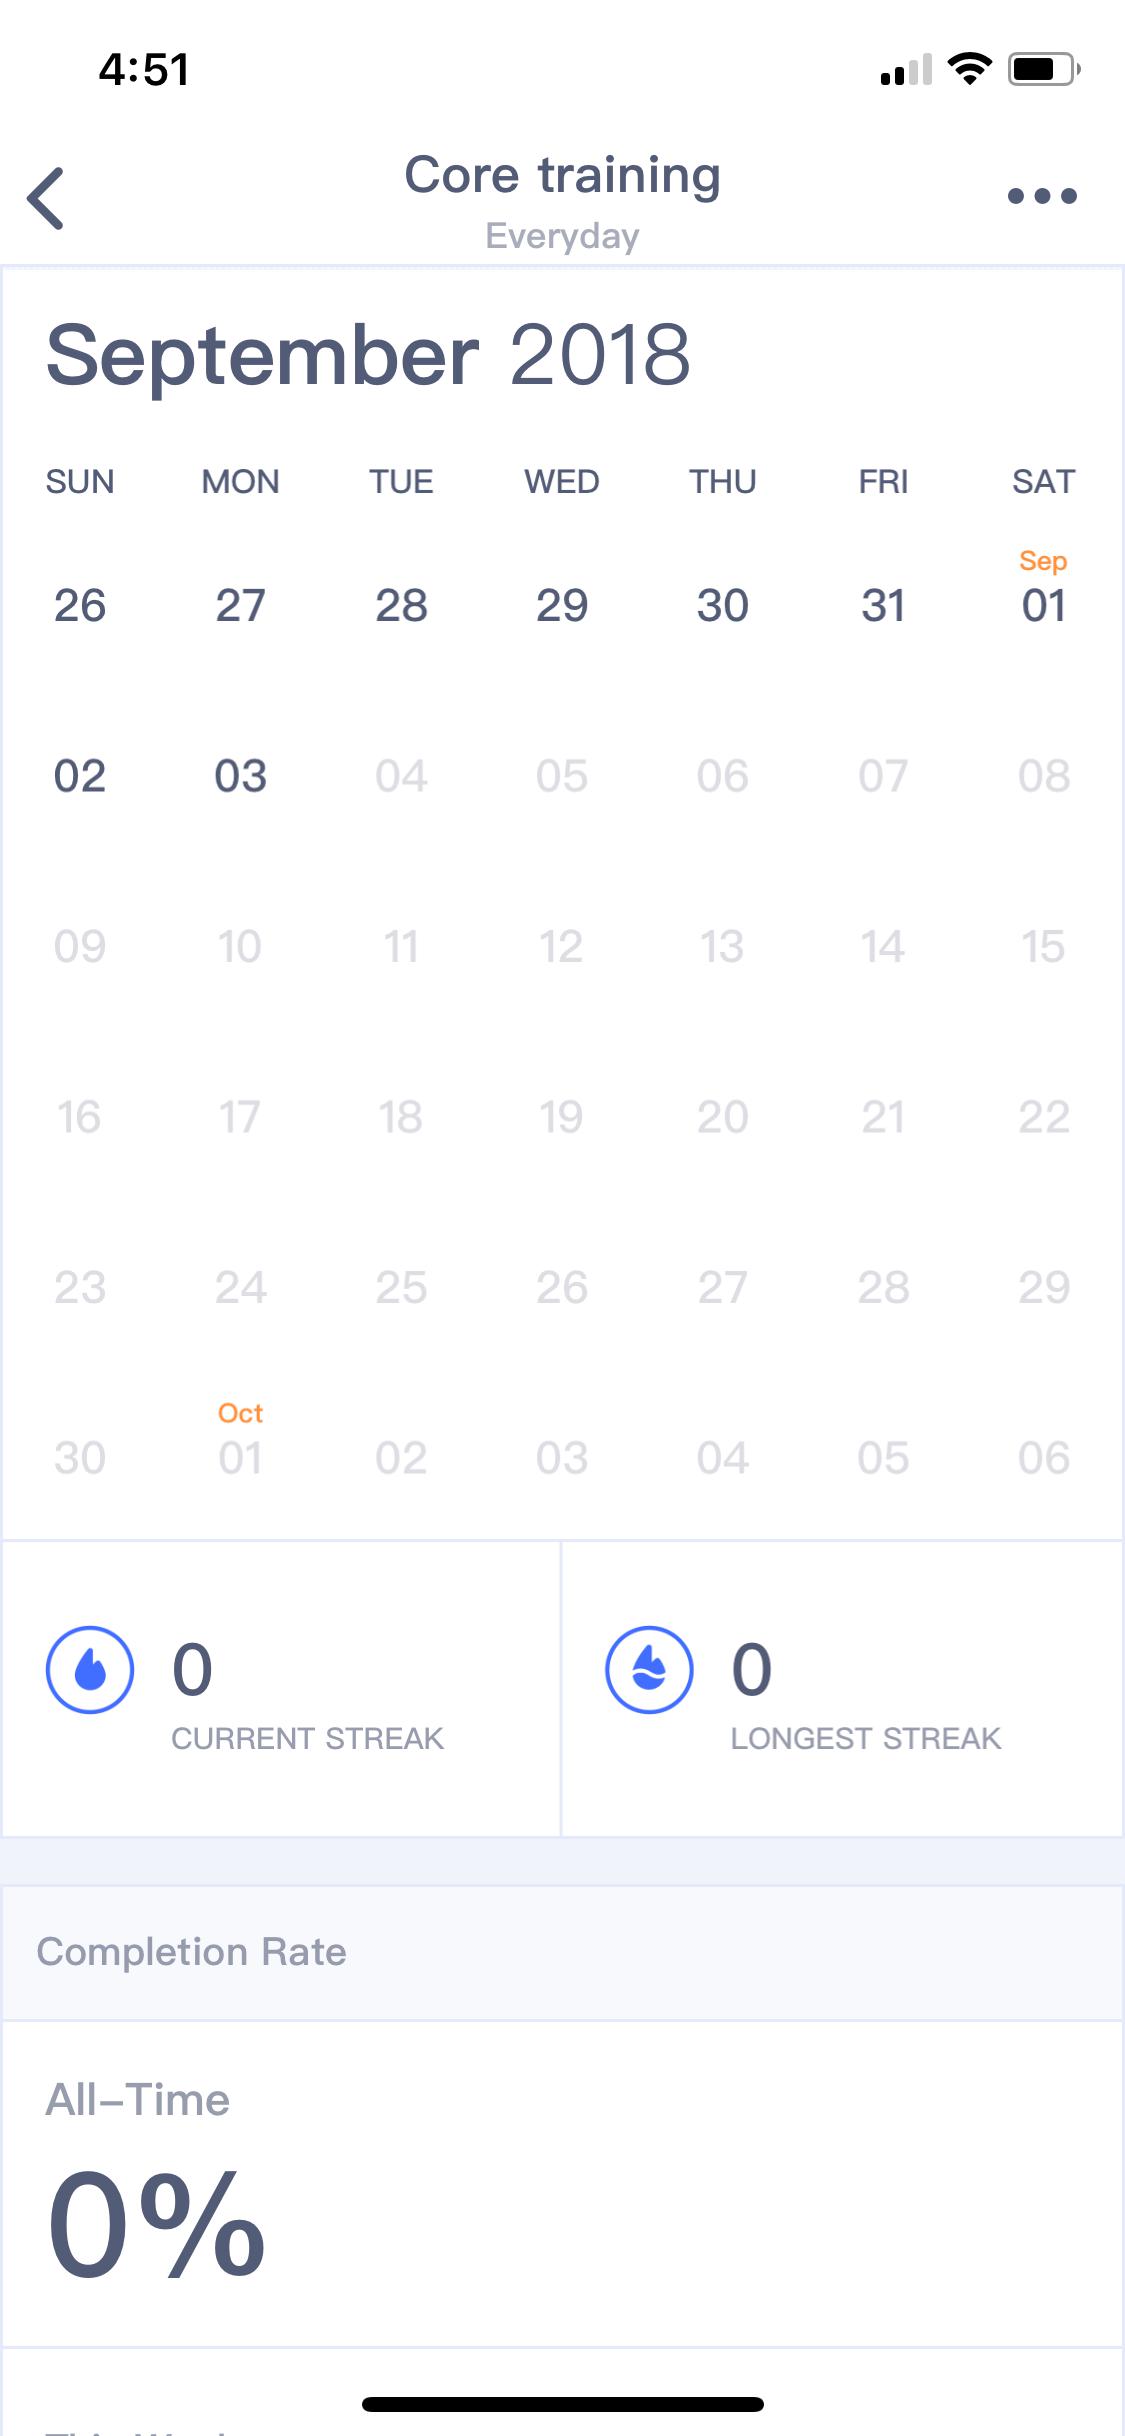 4:51
Core training
Everyday
September 2018
SUN MON TUE WED THU FRI SAT
Sep
26 27 28 29 30 31 01
02 03 04 05 06 07 08
09 10 11 12 13 14 15
16 17 18 19 20 21 22
23 24 25 26 27 28 29
Oct
30 01 02 03 04 05 06
0 0
CURRENT STREAK LONGEST STREAK
Completion Rate
All–Time
0%